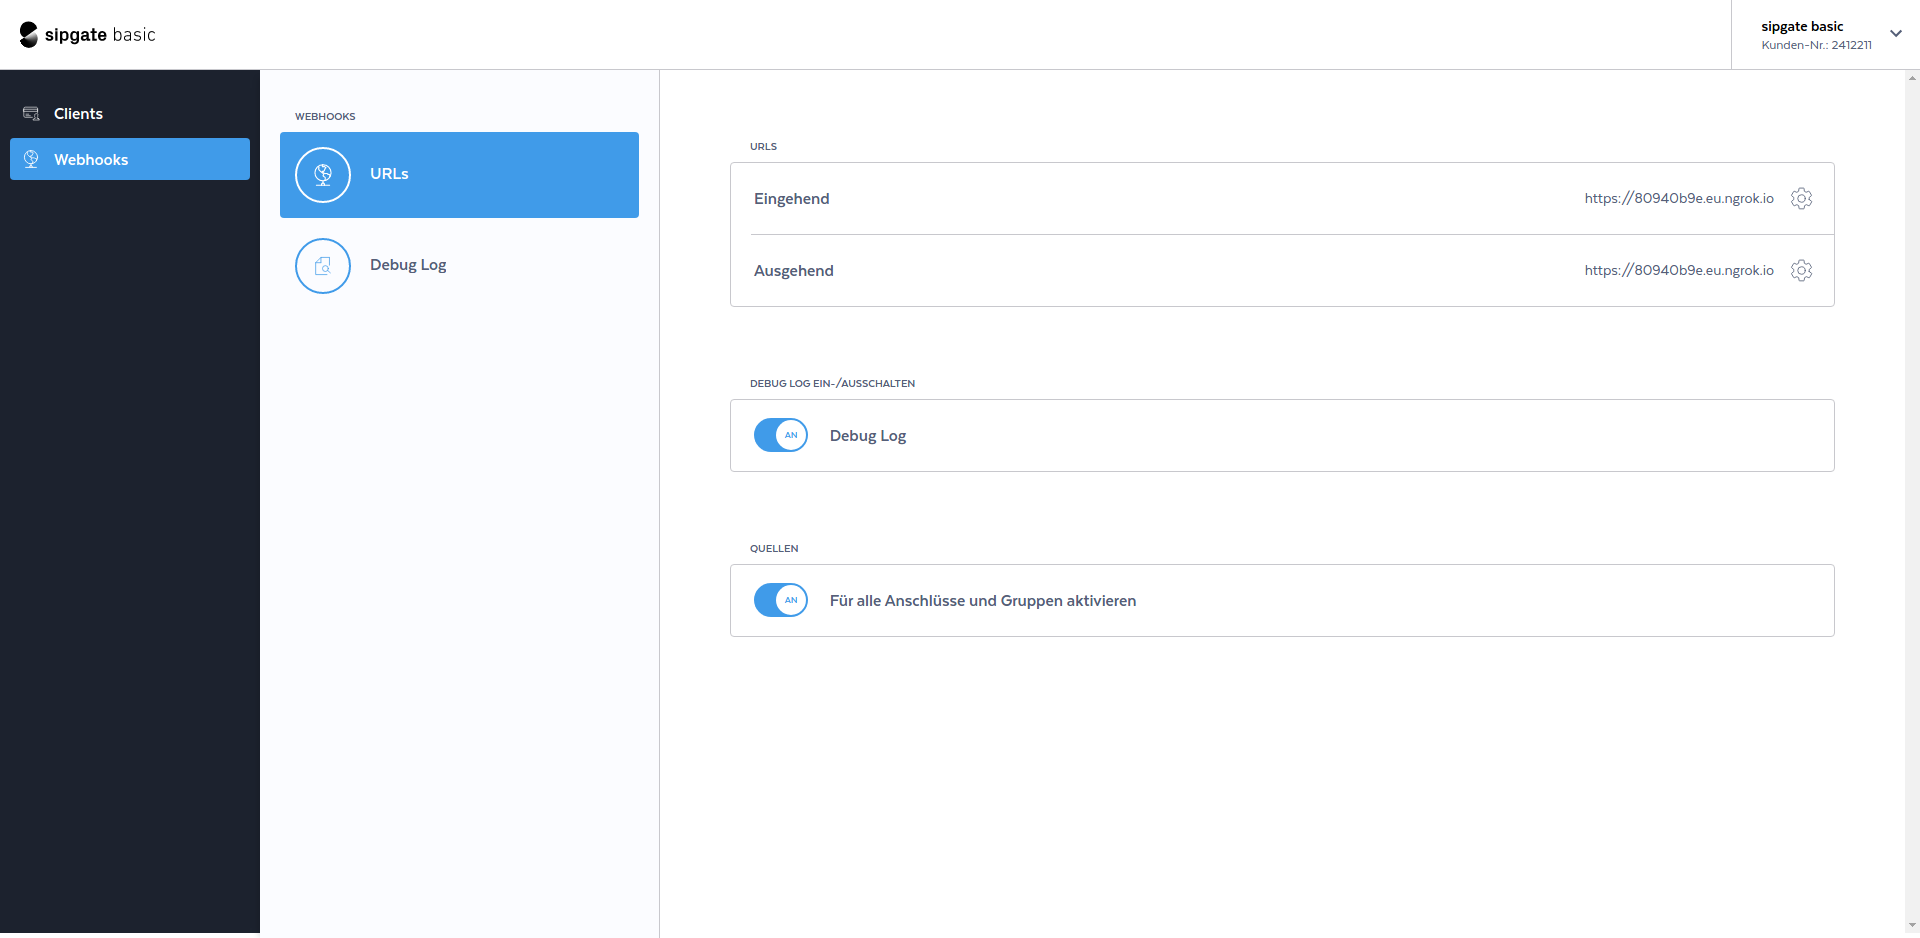 sipgate basic
sipgate basic
Kunden-Nr.: 2412211
Clients
Webhooks
WEBHOOKS
URLs
Debug Log
URLS
Eingehend https://80940b9e.eu.ngrok.io
Ausgehend https://80940b9e.eu.ngrok.io
DEBUG LOG EIN-/AUSSCHALTEN
AN Debug Log
QUELLEN
AN Für alle Anschlüsse und Gruppen aktivieren